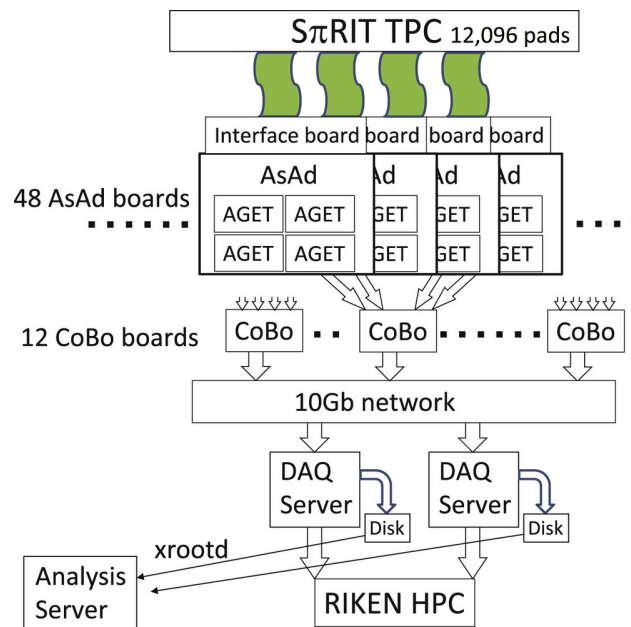 SπRIT TPC 12,096 pads
Interface board board board board
AsAd Ad Ad Ad
48 AsAd boards
AGET AGET GET GET GET
AGET AGET GET GET GET
12 CoBo boards
CoBo CoBo CoBo
10Gb network
DAQ Server
Disk
DAQ Server
Disk
xrootd
Analysis
Server
RIKEN HPC